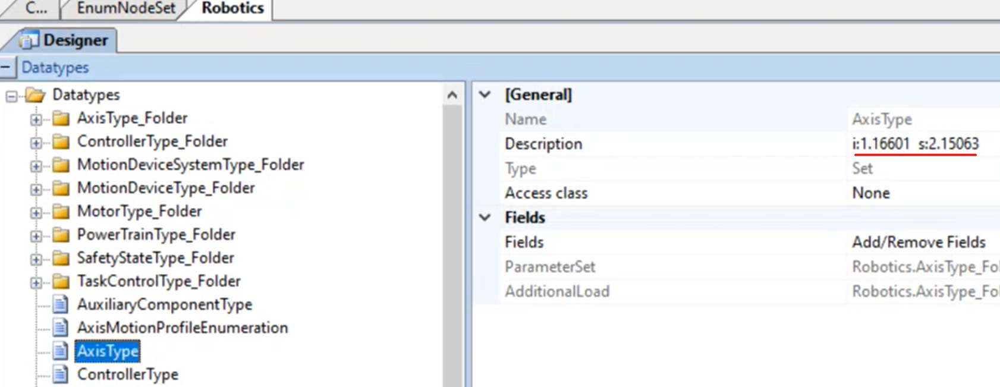 C... EnumNodeSet Robotics
Designer
Datatypes
Datatypes
AxisType_Folder
ControllerType_Folder
MotionDeviceSystemType_Folder
MotionDeviceType_Folder
MotorType_Folder
PowerTrainType_Folder
SafetyStateType_Folder
TaskControlType_Folder
AuxiliaryComponentType
AxisMotionProfileEnumeration
AxisType
ControllerType
[General]
Name AxisType
Description i:1.16601 s:2.15063
Type Set
Access class None
Fields
Fields Add/Remove Fields
ParameterSet Robotics.AxisType_Fol
AdditionalLoad Robotics.AxisType_Fol